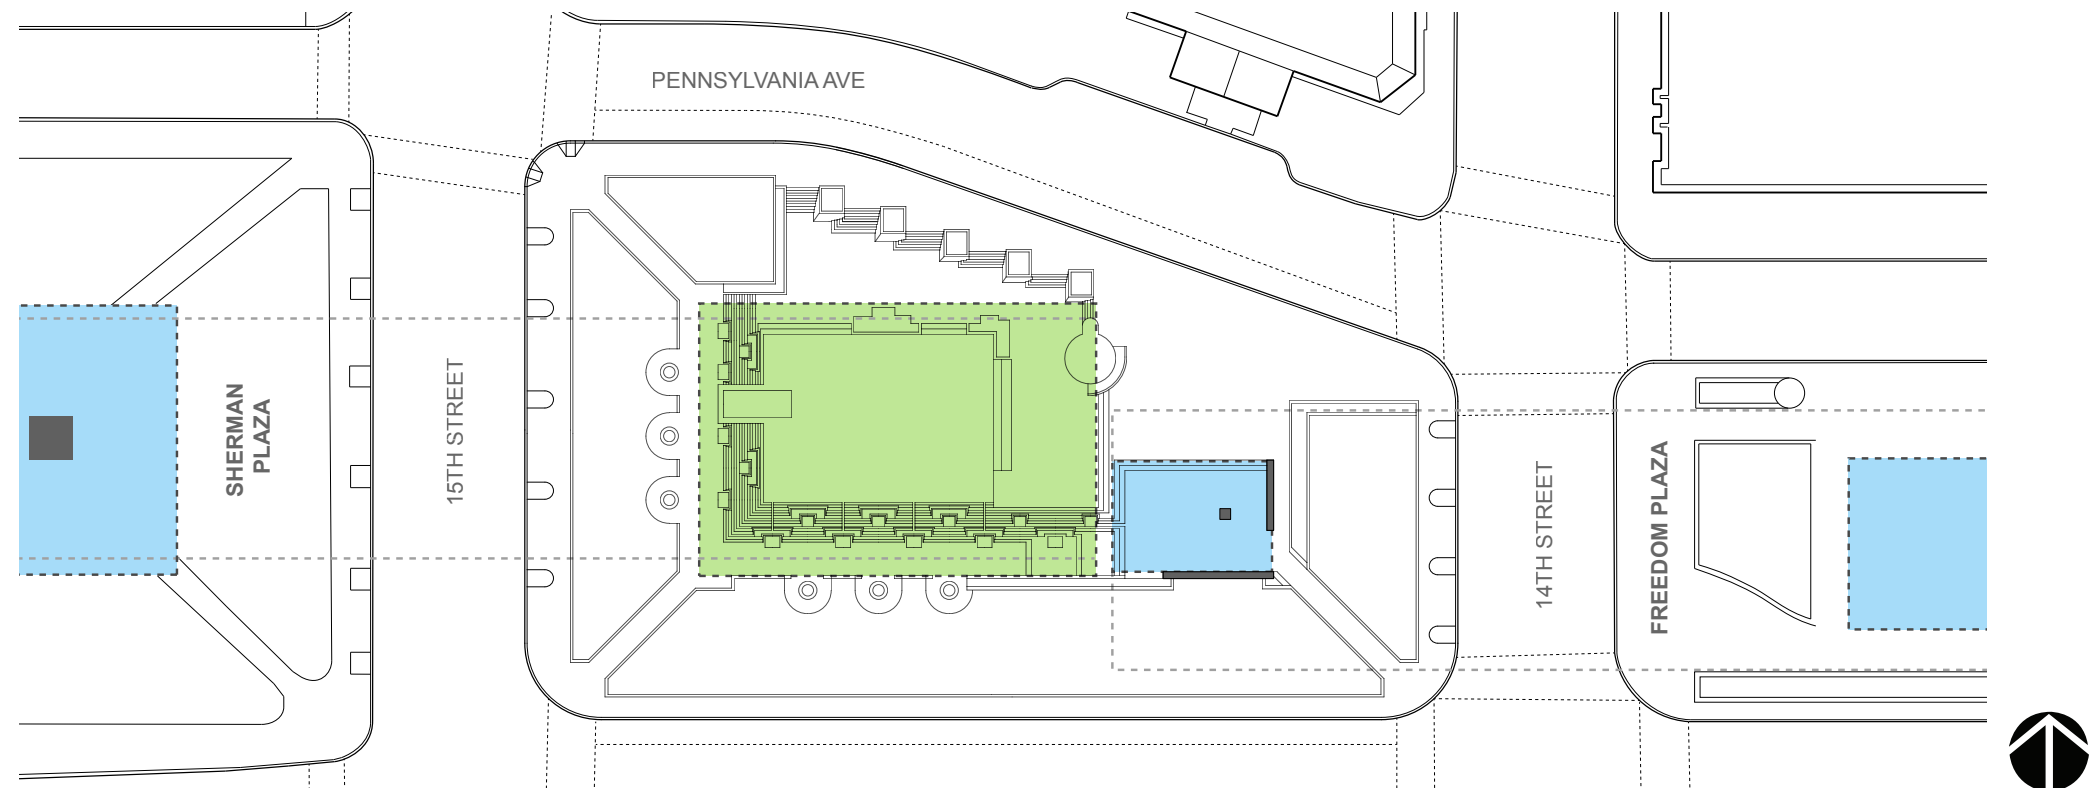 PENNSYLVANIA AVE
SHERMAN
PLAZA
15TH STREET
14TH STREET
FREEDOM PLAZA